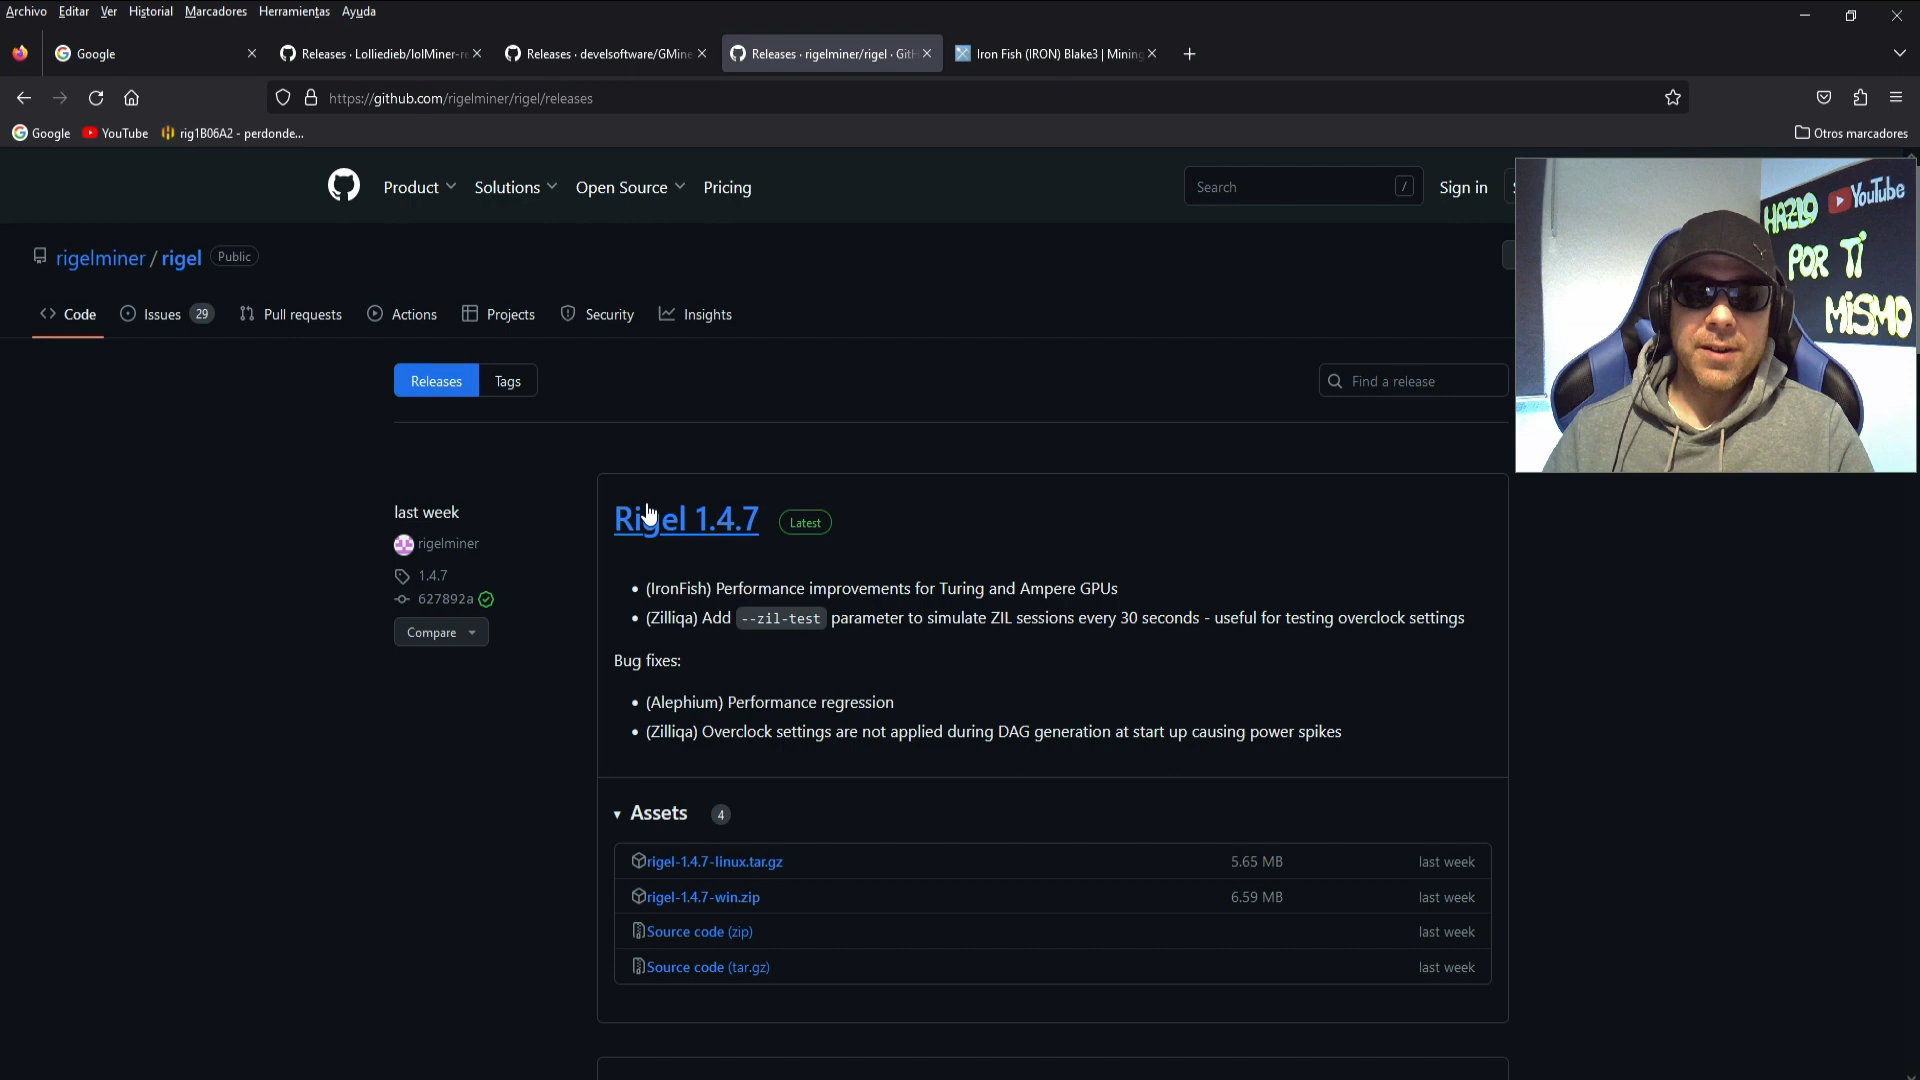 Archivo Editar Ver Historial Marcadores Herramientas Ayuda
Google
Releases · Lolliedieb/lolMiner-re
Releases · develsoftware/GMine
Releases · rigelminer/rigel · GitH
Iron Fish (IRON) Blake3 | Mining
https://github.com/rigelminer/rigel/releases
Google YouTube rig1B06A2 - perdonde... Otros marcadores
Product Solutions Open Source Pricing Search / Sign in
rigelminer / rigel Public
Code Issues 29 Pull requests Actions Projects Security Insights
Releases Tags Find a release
last week
rigelminer
1.4.7
627892a
Compare
Rigel 1.4.7 Latest
(IronFish) Performance improvements for Turing and Ampere GPUs
(Zilliqa) Add --zil-test parameter to simulate ZIL sessions every 30 seconds - useful for testing overclock settings
Bug fixes:
(Alephium) Performance regression
(Zilliqa) Overclock settings are not applied during DAG generation at start up causing power spikes
Assets 4
rigel-1.4.7-linux.tar.gz 5.65 MB last week
rigel-1.4.7-win.zip 6.59 MB last week
Source code (zip) last week
Source code (tar.gz) last week
YouTube
HAZLO
POR TI
MISMO